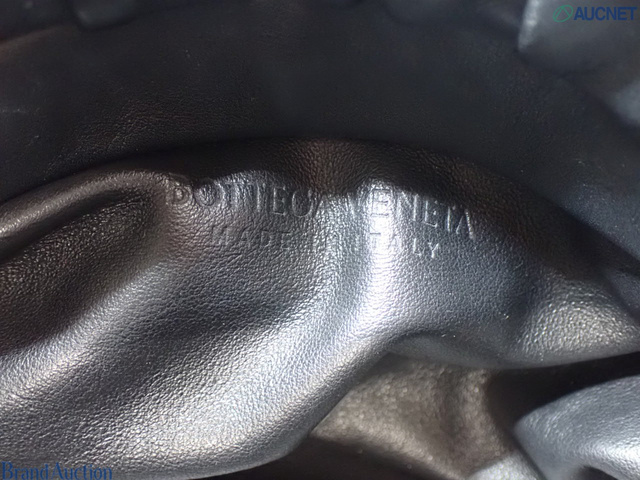 AUCNET
BOTTEGA VENETA
MADE IN ITALY
Brand Auction